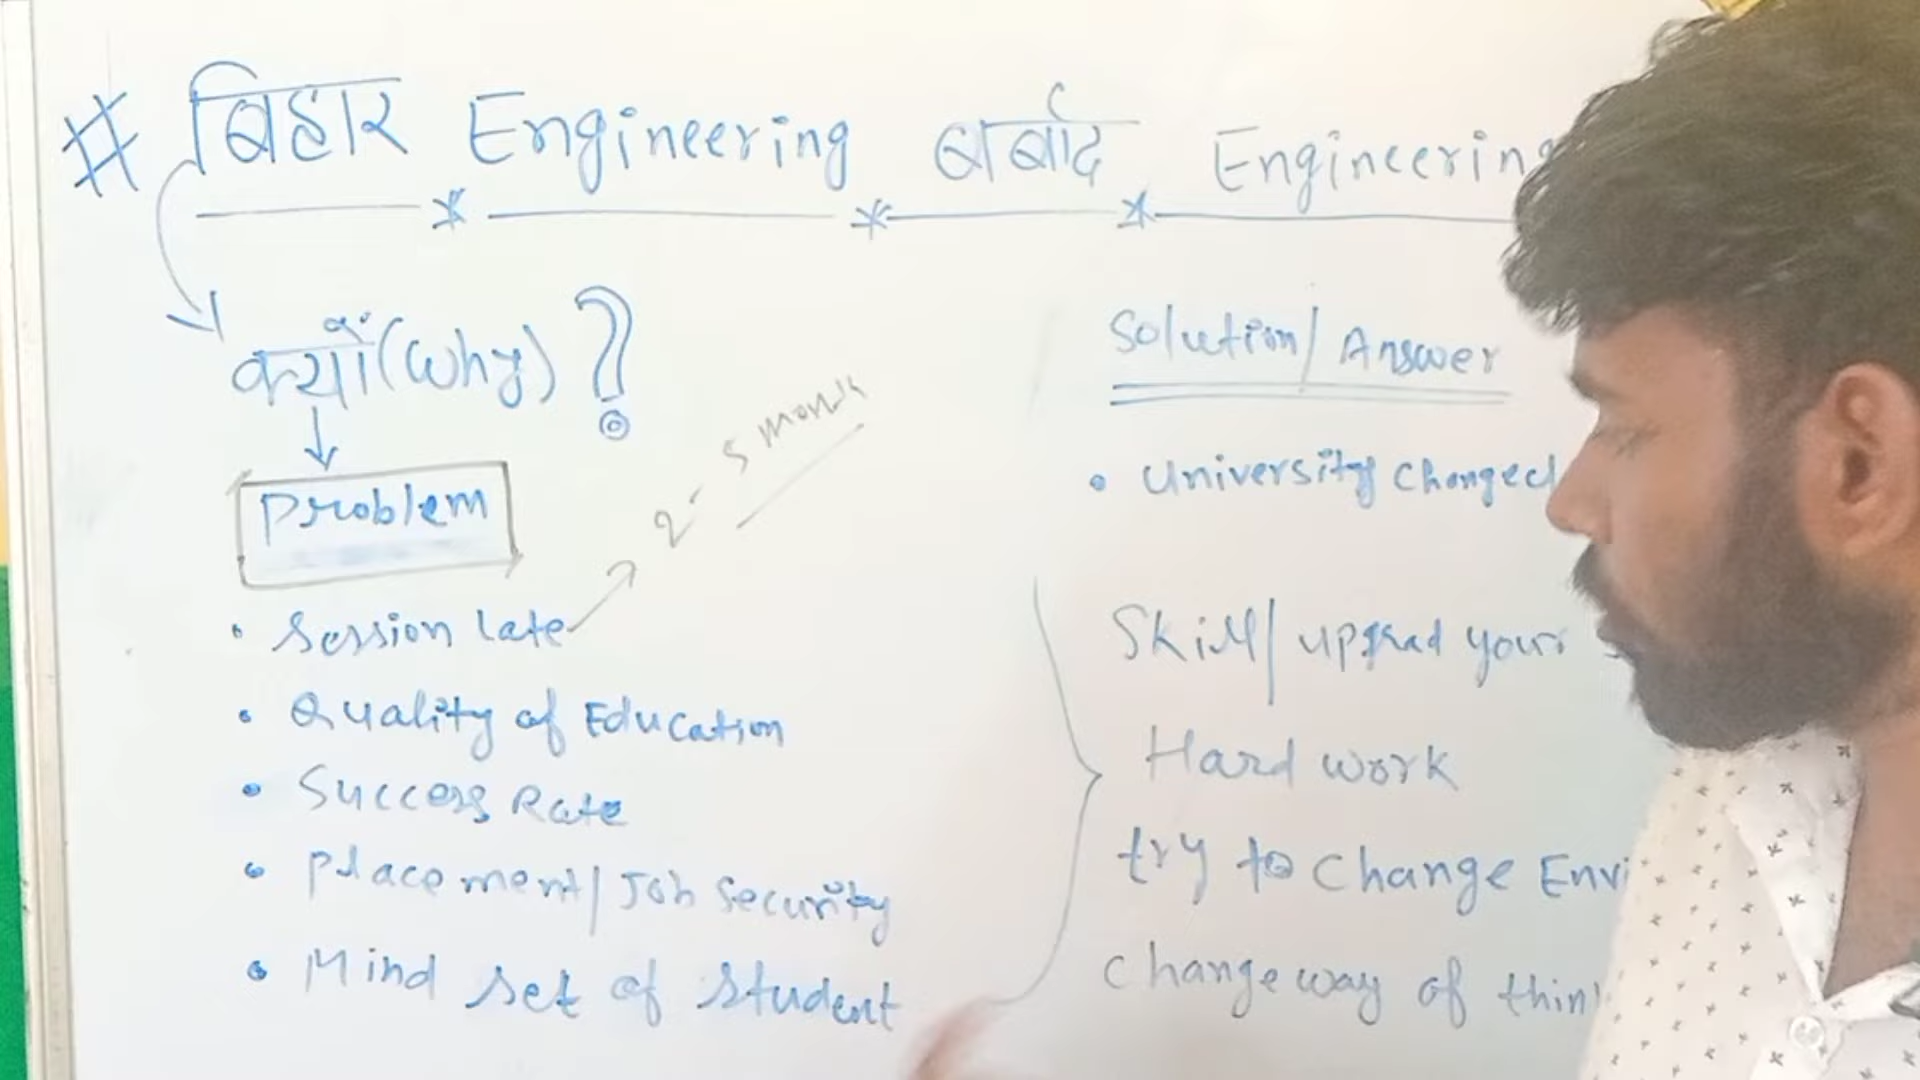 # बिहार Engineering बर्बाद Engineering
क्यों (Why) ?
Problem
• Session late
2 - 5 month
• Quality of Education
• Success Rate
• Placement / Job Security
• Mind set of student
Solution / Answer
• University Changed
Skill / upgrad your
Hard work
try to Change Envi
Change way of thin